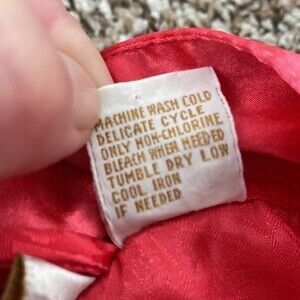 MACHINE WASH COLD
DELICATE CYCLE
ONLY NON-CHLORINE
BLEACH WHEN NEEDED
TUMBLE DRY LOW
COOL IRON
IF NEEDED